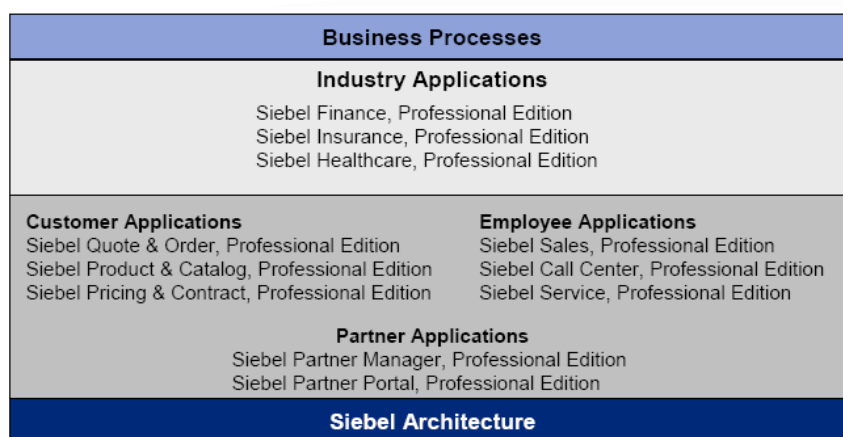 Business Processes
Industry Applications
Siebel Finance, Professional Edition
Siebel Insurance, Professional Edition
Siebel Healthcare, Professional Edition
Customer Applications
Siebel Quote & Order, Professional Edition
Siebel Product & Catalog, Professional Edition
Siebel Pricing & Contract, Professional Edition
Employee Applications
Siebel Sales, Professional Edition
Siebel Call Center, Professional Edition
Siebel Service, Professional Edition
Partner Applications
Siebel Partner Manager, Professional Edition
Siebel Partner Portal, Professional Edition
Siebel Architecture